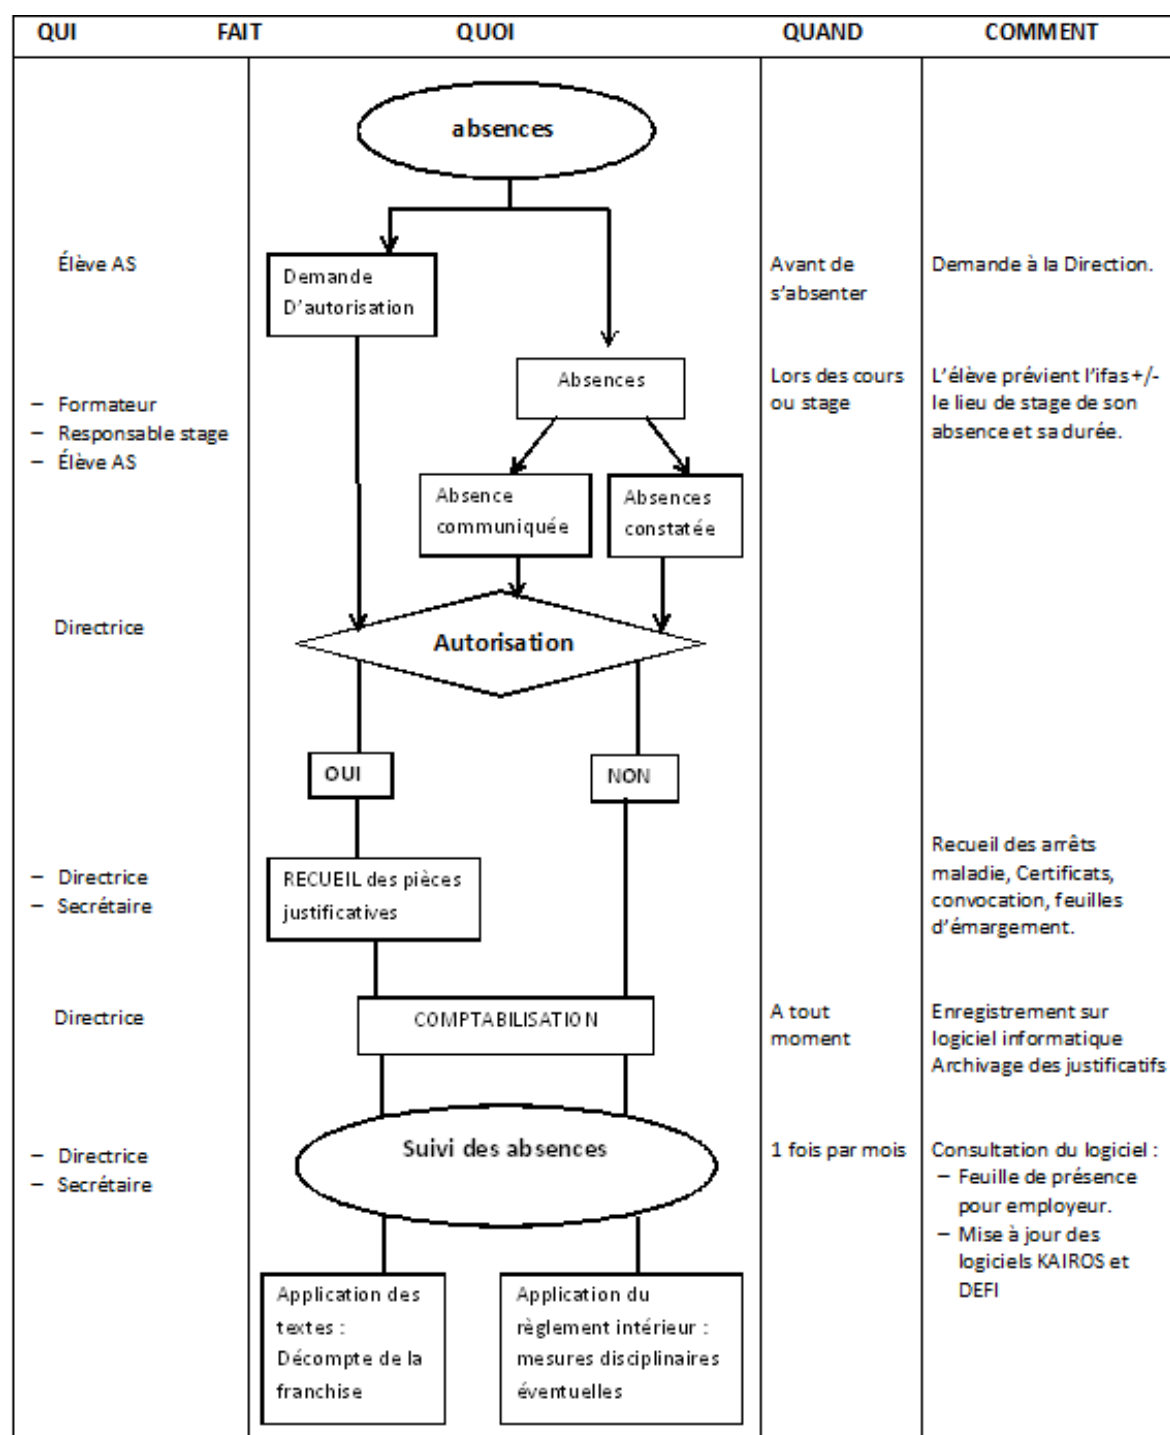 QUI FAIT QUOI QUAND COMMENT
absences
Élève AS
Demande
D'autorisation
Avant de
s'absenter
Demande à la Direction.
– Formateur
– Responsable stage
– Élève AS
Absences
Lors des cours
ou stage
L'élève prévient l'ifas +/-
le lieu de stage de son
absence et sa durée.
Absence
communiquée
Absences
constatée
Directrice
Autorisation
OUI
NON
– Directrice
– Secrétaire
RECUEIL des pièces
justificatives
Recueil des arrêts
maladie, Certificats,
convocation, feuilles
d'émargement.
Directrice
COMPTABILISATION
A tout
moment
Enregistrement sur
logiciel informatique
Archivage des justificatifs
– Directrice
– Secrétaire
Suivi des absences
1 fois par mois
Consultation du logiciel :
– Feuille de présence
pour employeur.
– Mise à jour des
logiciels KAIROS et
DEFI
Application des
textes :
Décompte de la
franchise
Application du
règlement intérieur :
mesures disciplinaires
éventuelles